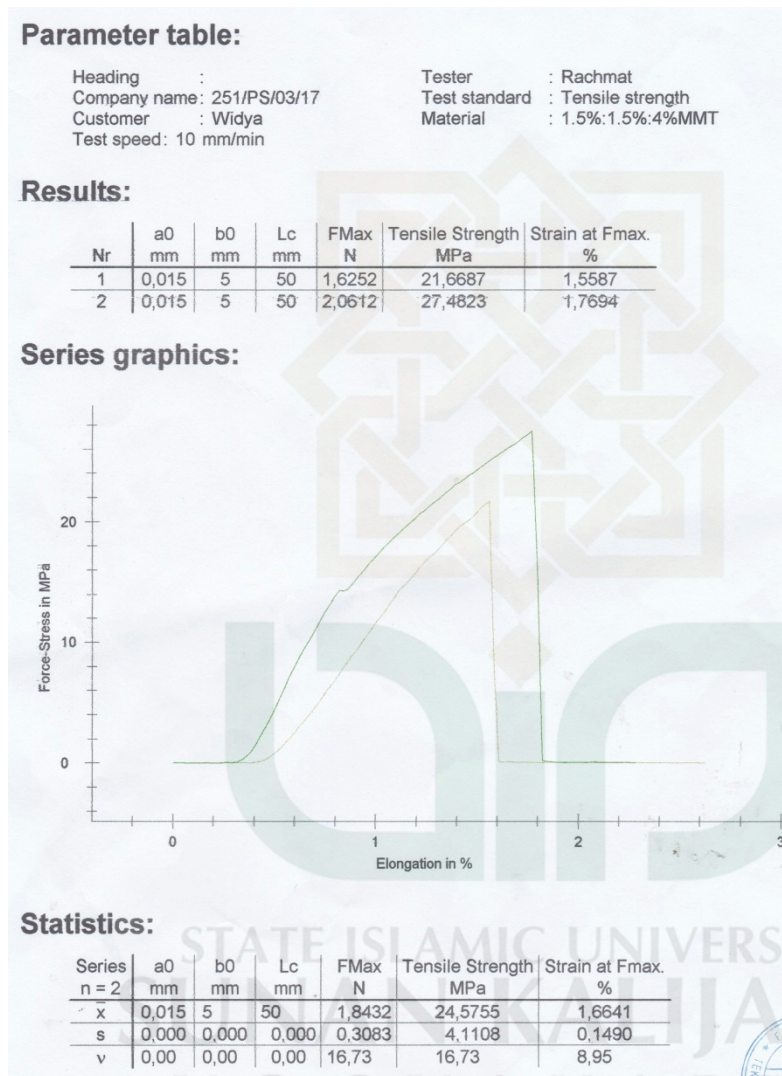 Parameter table:
Heading :
Company name: 251/PS/03/17
Customer : Widya
Test speed: 10 mm/min
Tester : Rachmat
Test standard : Tensile strength
Material : 1.5%:1.5%:4%MMT
Results:
a0 b0 Lc FMax Tensile Strength Strain at Fmax.
Nr mm mm mm N MPa %
1 0,015 5 50 1,6252 21,6687 1,5587
2 0,015 5 50 2,0612 27,4823 1,7694
Series graphics:
20
10
0
Force-Stress in MPa
0 1 2 3
Elongation in %
Statistics:
Series a0 b0 Lc FMax Tensile Strength Strain at Fmax.
n = 2 mm mm mm N MPa %
x̅ 0,015 5 50 1,8432 24,5755 1,6641
s 0,000 0,000 0,000 0,3083 4,1108 0,1490
ν 0,00 0,00 0,00 16,73 16,73 8,95
STATE ISLAMIC UNIVERS
SUNAN KALIJA